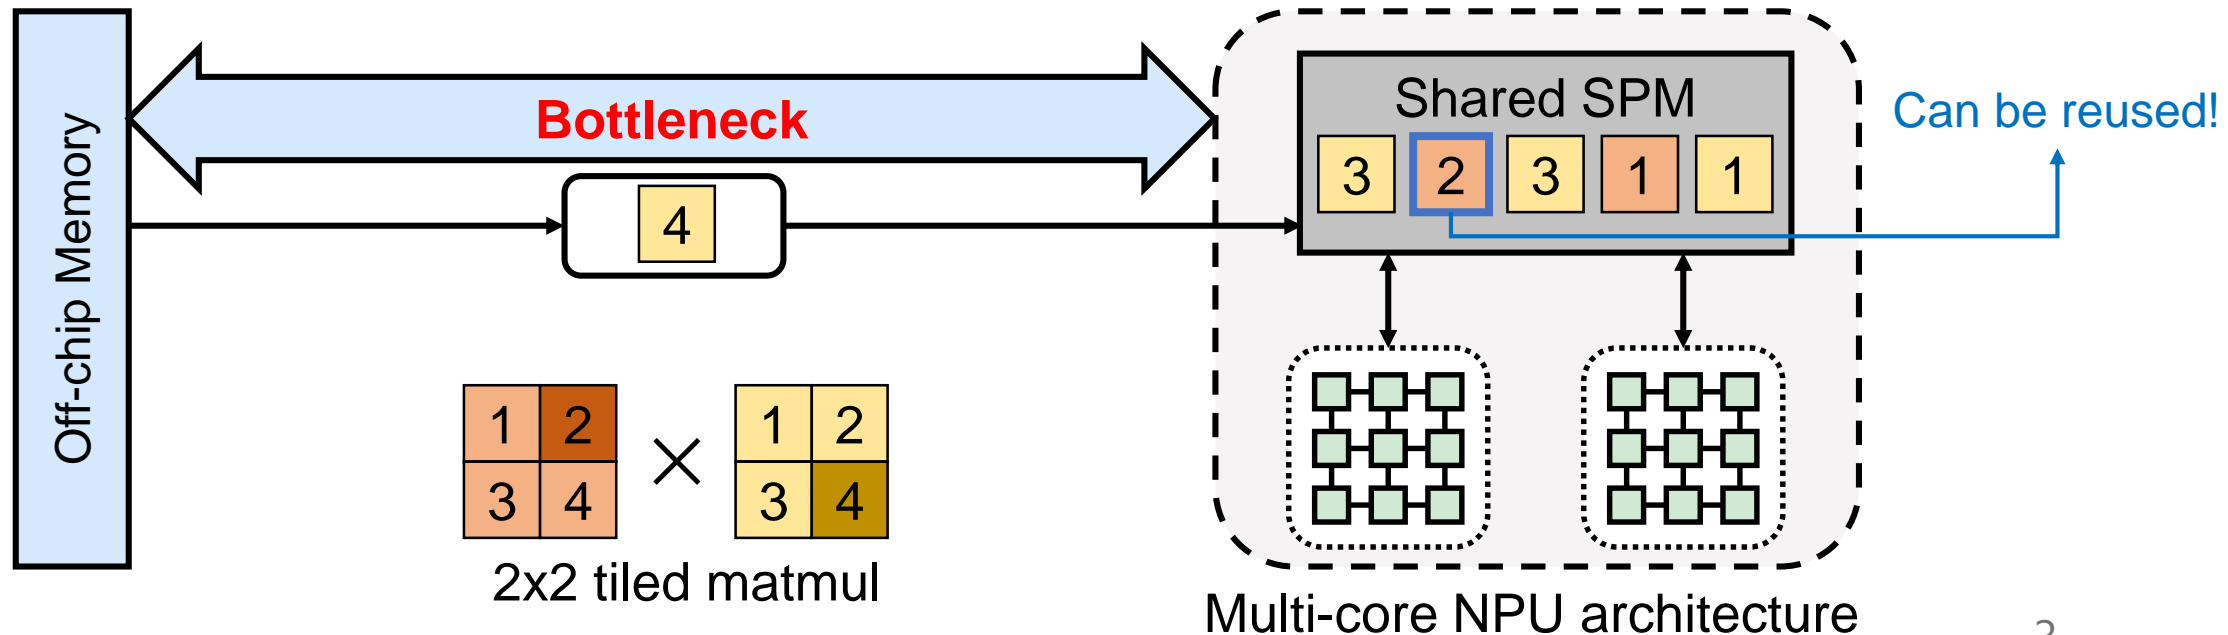 Off-chip Memory
Bottleneck
4
1 2
3 4
×
1 2
3 4
2x2 tiled matmul
Shared SPM
3 2 3 1 1
Can be reused!
Multi-core NPU architecture